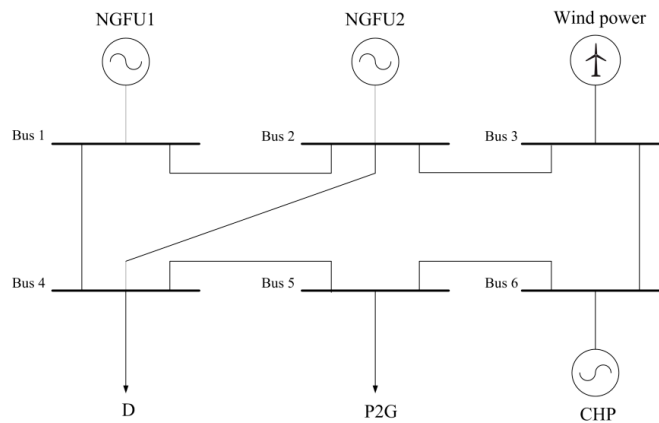 NGFU1
NGFU2
Wind power
Bus 1
Bus 2
Bus 3
Bus 4
Bus 5
Bus 6
D
P2G
CHP